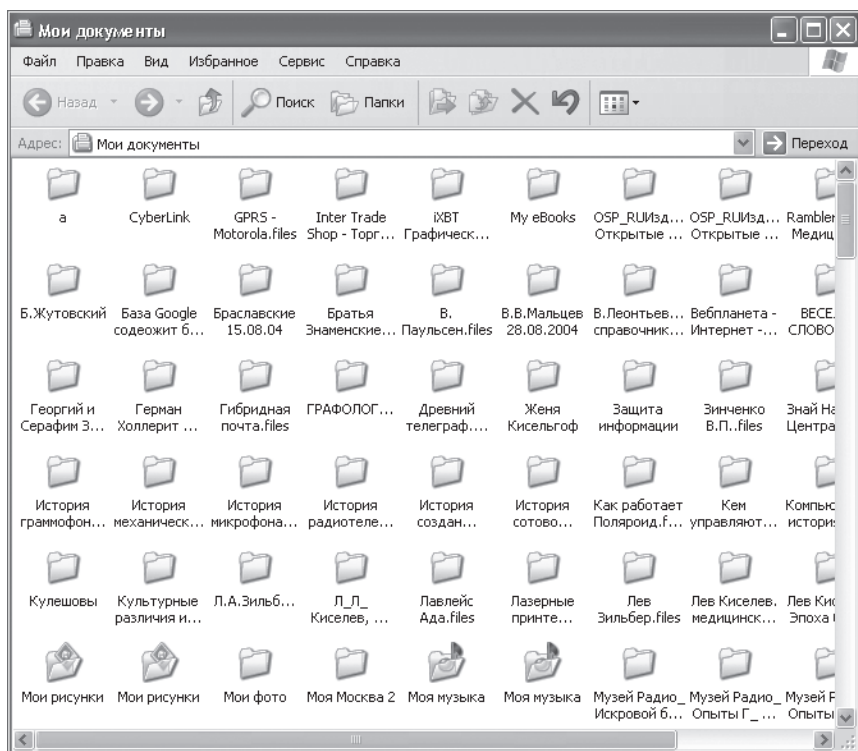 Мои документы
Файл Правка Вид Избранное Сервис Справка
Назад Поиск Папки
Адрес: Мои документы Переход
a CyberLink GPRS - Inter Trade iXBT My eBooks OSP_RUИзд... OSP_RUИзд... Rambler
Motorola.files Shop - Торг... Графическ... Открытые ... Открытые ... Медиц
Б.Жутовский База Google Браславские Братья В. В.В.Мальцев В.Леонтьев... Вебпланета - ВЕСЕ
содеожит б... 15.08.04 Знаменские... Паульсен.files 28.08.2004 справочник... Интернет -... СЛОВО
Георгий и Герман Гибридная ГРАФОЛОГ... Древний Женя Защита Зинченко Знай На
Серафим З... Холлерит ... почта.files телеграф.... Кисельгоф информации В.П..files Центра
История История История История История История Как работает Кем Компьк
граммофон... механическ... микрофона... радиотеле... создан... сотово... Поляроид.f... управляют... истори
Кулешовы Культурные Л.А.Зильб... Л_Л_ Лавлейс Лазерные Лев Лев Киселев. Лев Кис
различия и... Киселев, ... Ада.files принте... Зильбер.files медицинск... Эпоха
Мои рисунки Мои рисунки Мои фото Моя Москва 2 Моя музыка Моя музыка Музей Радио_ Музей Радио_ Музей Р
Искровой б... Опыты Г_ ... Опыты